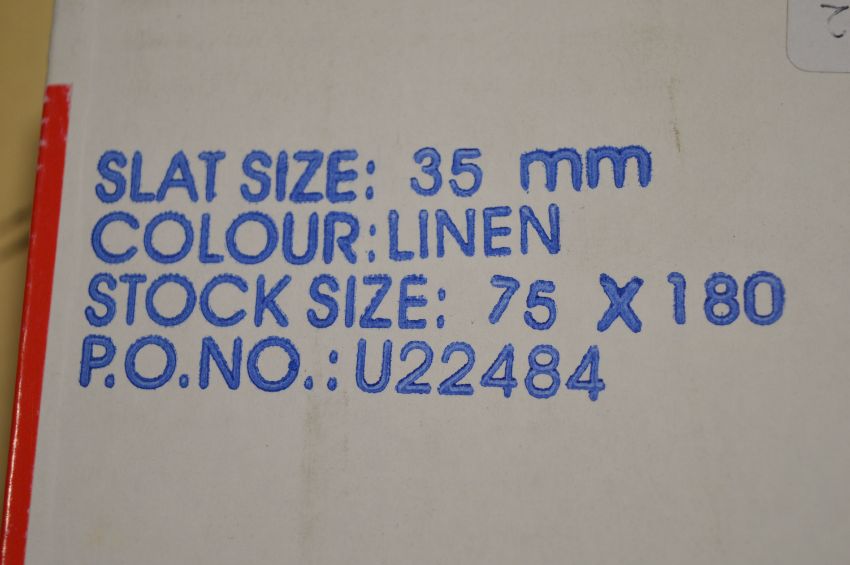 SLAT SIZE: 35 mm
COLOUR: LINEN
STOCK SIZE: 75 X 180
P.O.NO.: U22484